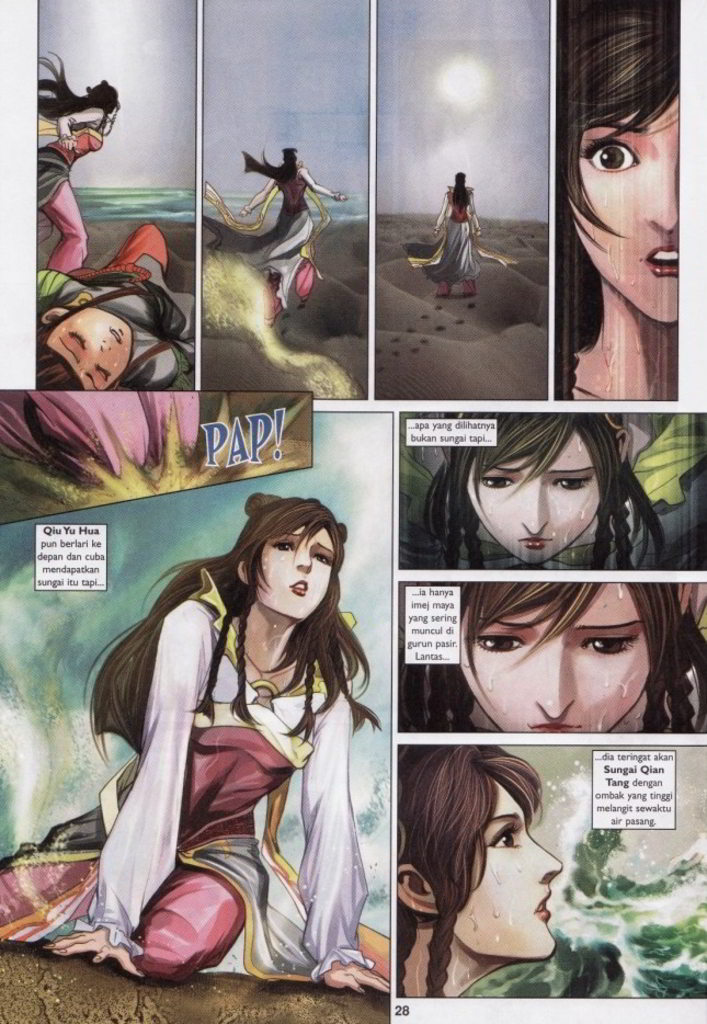 PAP!
Qiu Yu Hua
pun berlari ke
depan dan cuba
mendapatkan
sungai itu tapi...
...apa yang dilihatnya
bukan sungai tapi...
...ia hanya
imej maya
yang sering
muncul di
gurun pasir.
Lantas...
...dia teringat akan
Sungai Qian
Tang dengan
ombak yang tinggi
melangit sewaktu
air pasang.
28